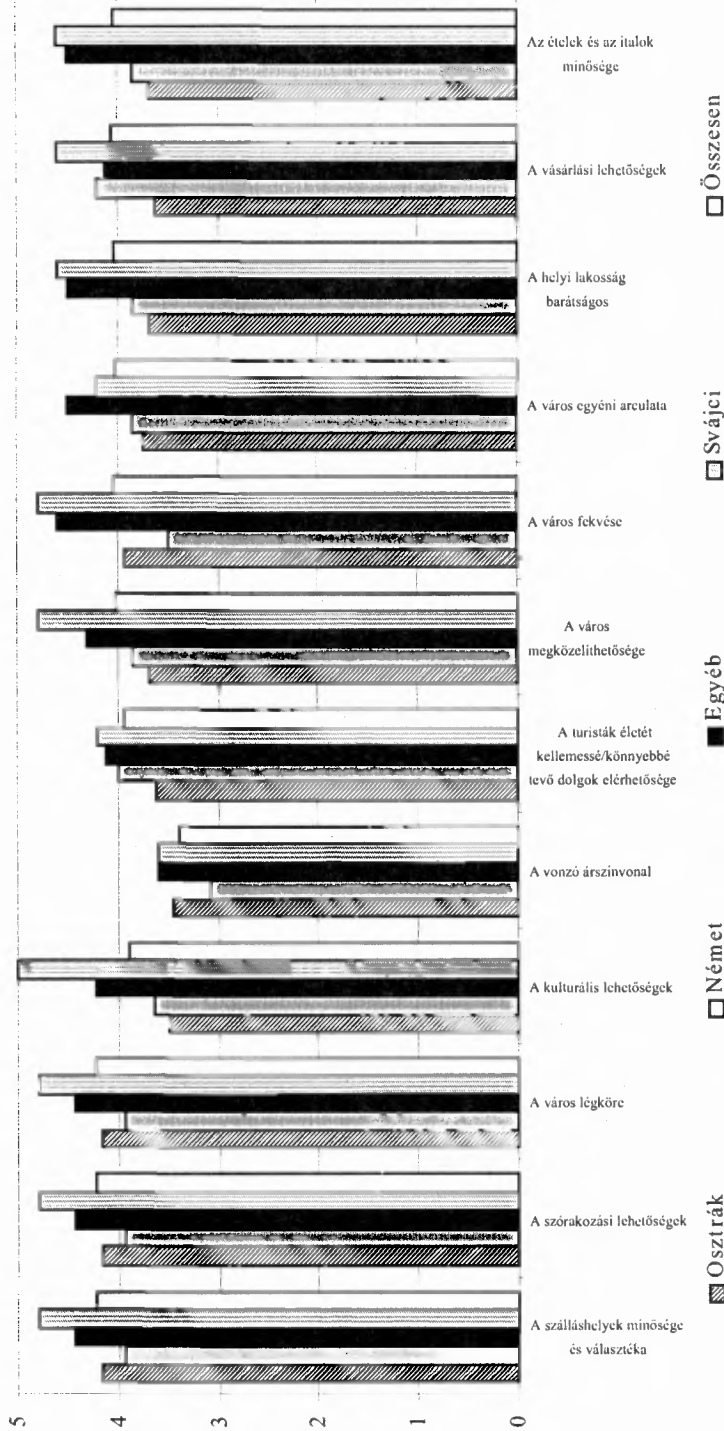 5
4
3
2
1
0
A szálláshelyek minősége
és választéka
A szórakozási lehetőségek
A város légköre
A kulturális lehetőségek
A vonzó árszínvonal
A turisták életét
kellemessé/könnyebbé
tevő dolgok elérhetősége
A város
megközelíthetősége
A város fekvése
A város egyéni arculata
A helyi lakosság
barátságos
A vásárlási lehetőségek
Az ételek és az italok
minősége
Osztrák
Német
Egyéb
Svájci
Összesen